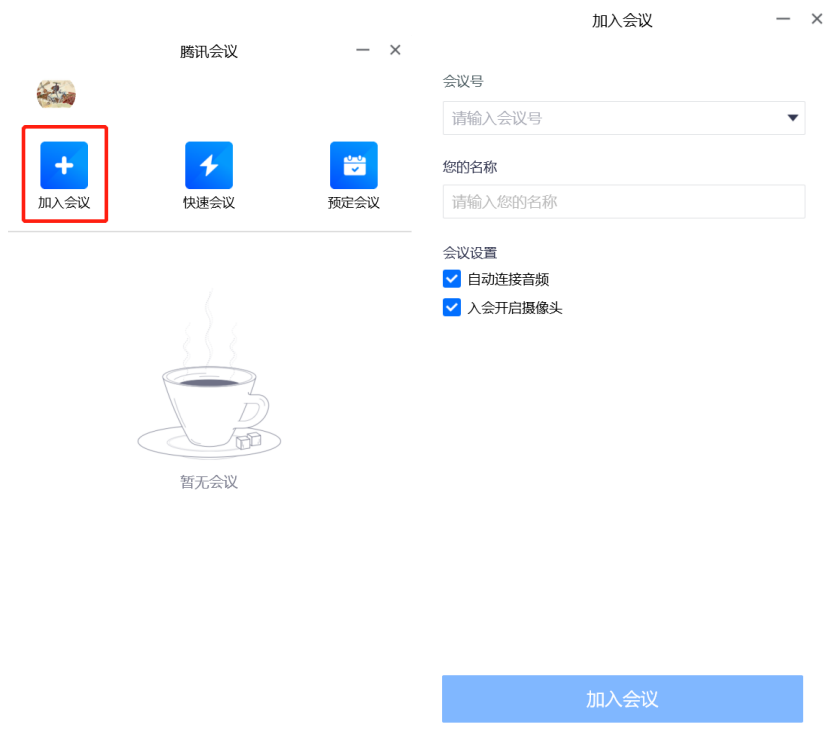 腾讯会议
加入会议
快速会议
预定会议
暂无会议
加入会议
会议号
请输入会议号
您的名称
请输入您的名称
会议设置
自动连接音频
入会开启摄像头
加入会议